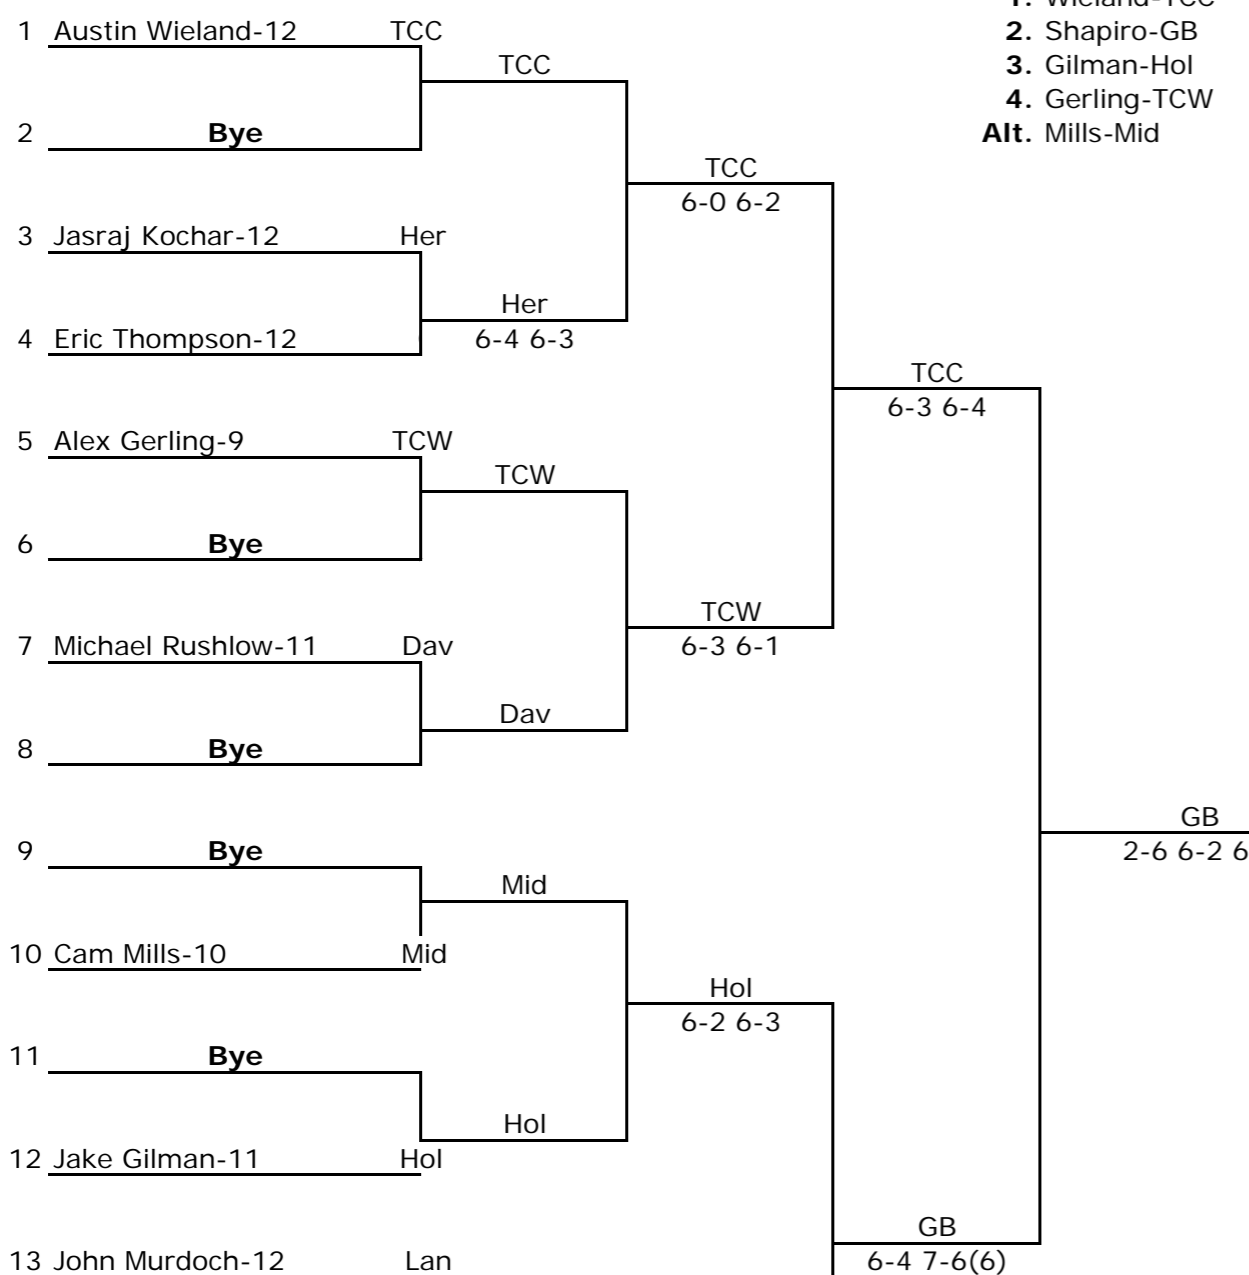 1. Wieland-TCC
1 Austin Wieland-12 TCC
2. Shapiro-GB
TCC
3. Gilman-Hol
4. Gerling-TCW
2 Bye
Alt. Mills-Mid
TCC
6-0 6-2
3 Jasraj Kochar-12 Her
Her
4 Eric Thompson-12
6-4 6-3
TCC
6-3 6-4
5 Alex Gerling-9 TCW
TCW
6 Bye
TCW
6-3 6-1
7 Michael Rushlow-11 Dav
Dav
8 Bye
GB
2-6 6-2 6
9 Bye
Mid
10 Cam Mills-10 Mid
Hol
6-2 6-3
11 Bye
Hol
12 Jake Gilman-11 Hol
GB
6-4 7-6(6)
13 John Murdoch-12 Lan